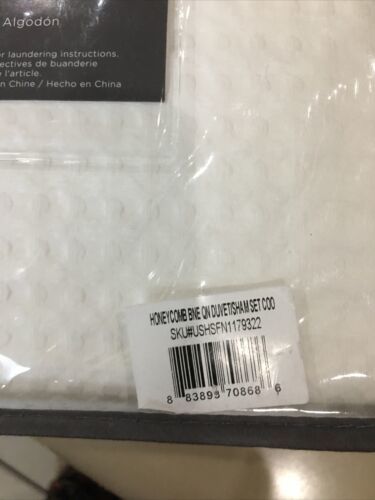 Algodón
r laundering instructions.
ectives de buanderie
e l'article.
n Chine / Hecho en China
HONEYCOMB BNE QN DUVET/SHAM SET COO
SKU#USHSFN1179322
8 83893 70868 6